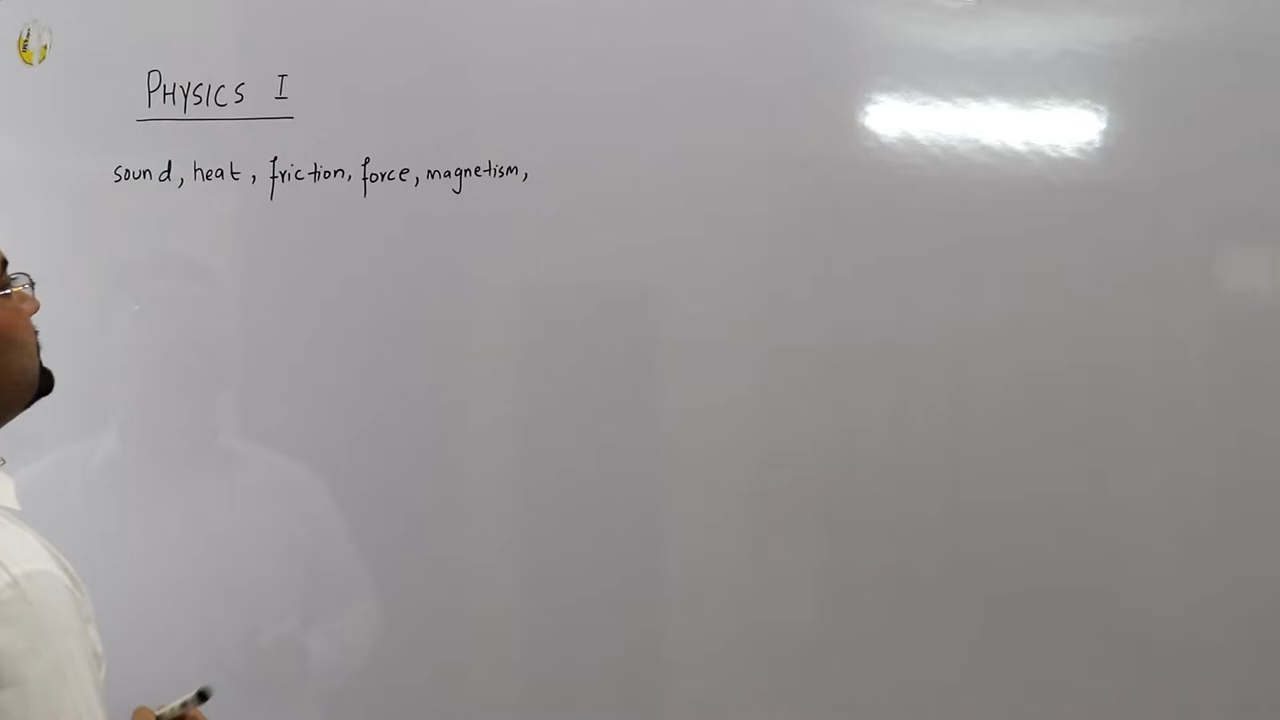 PHYSICS I
sound, heat, friction, force, magnetism,